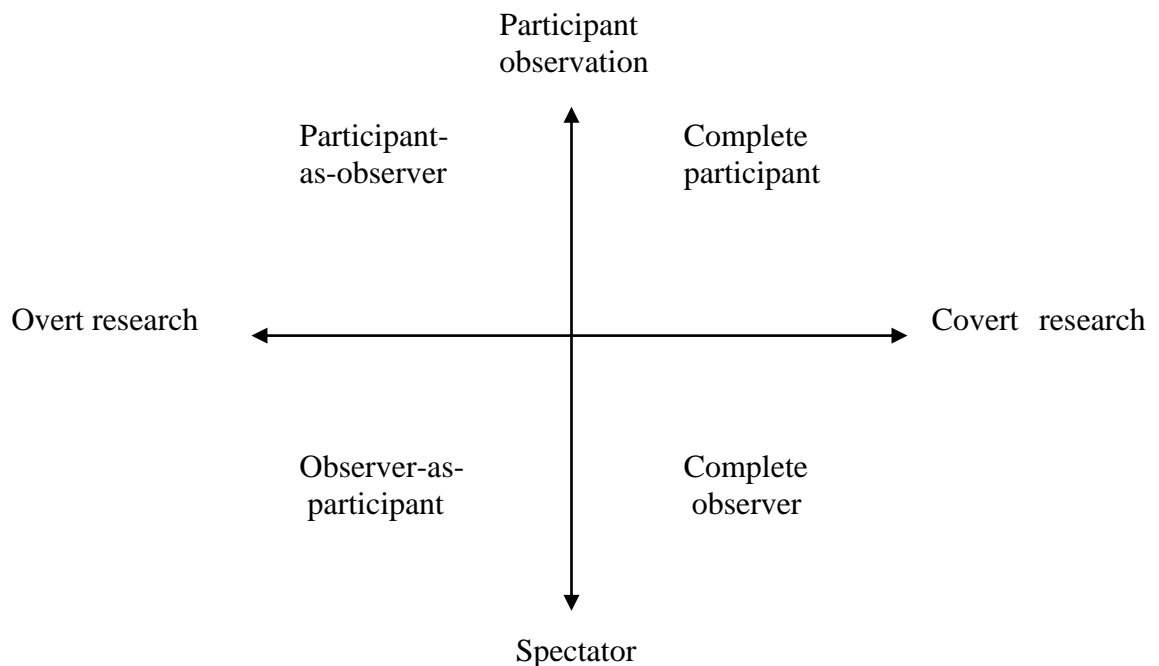 Participant
observation
Participant-
as-observer
Complete
participant
Overt research
Covert research
Observer-as-
participant
Complete
observer
Spectator